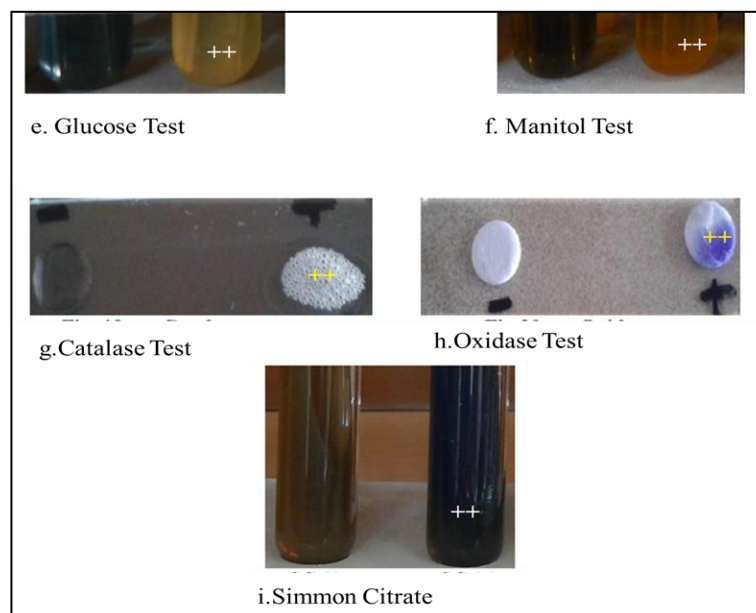 ++
++
e. Glucose Test
f. Manitol Test
- +
++
++
g.Catalase Test
h.Oxidase Test
- +
++
i.Simmon Citrate